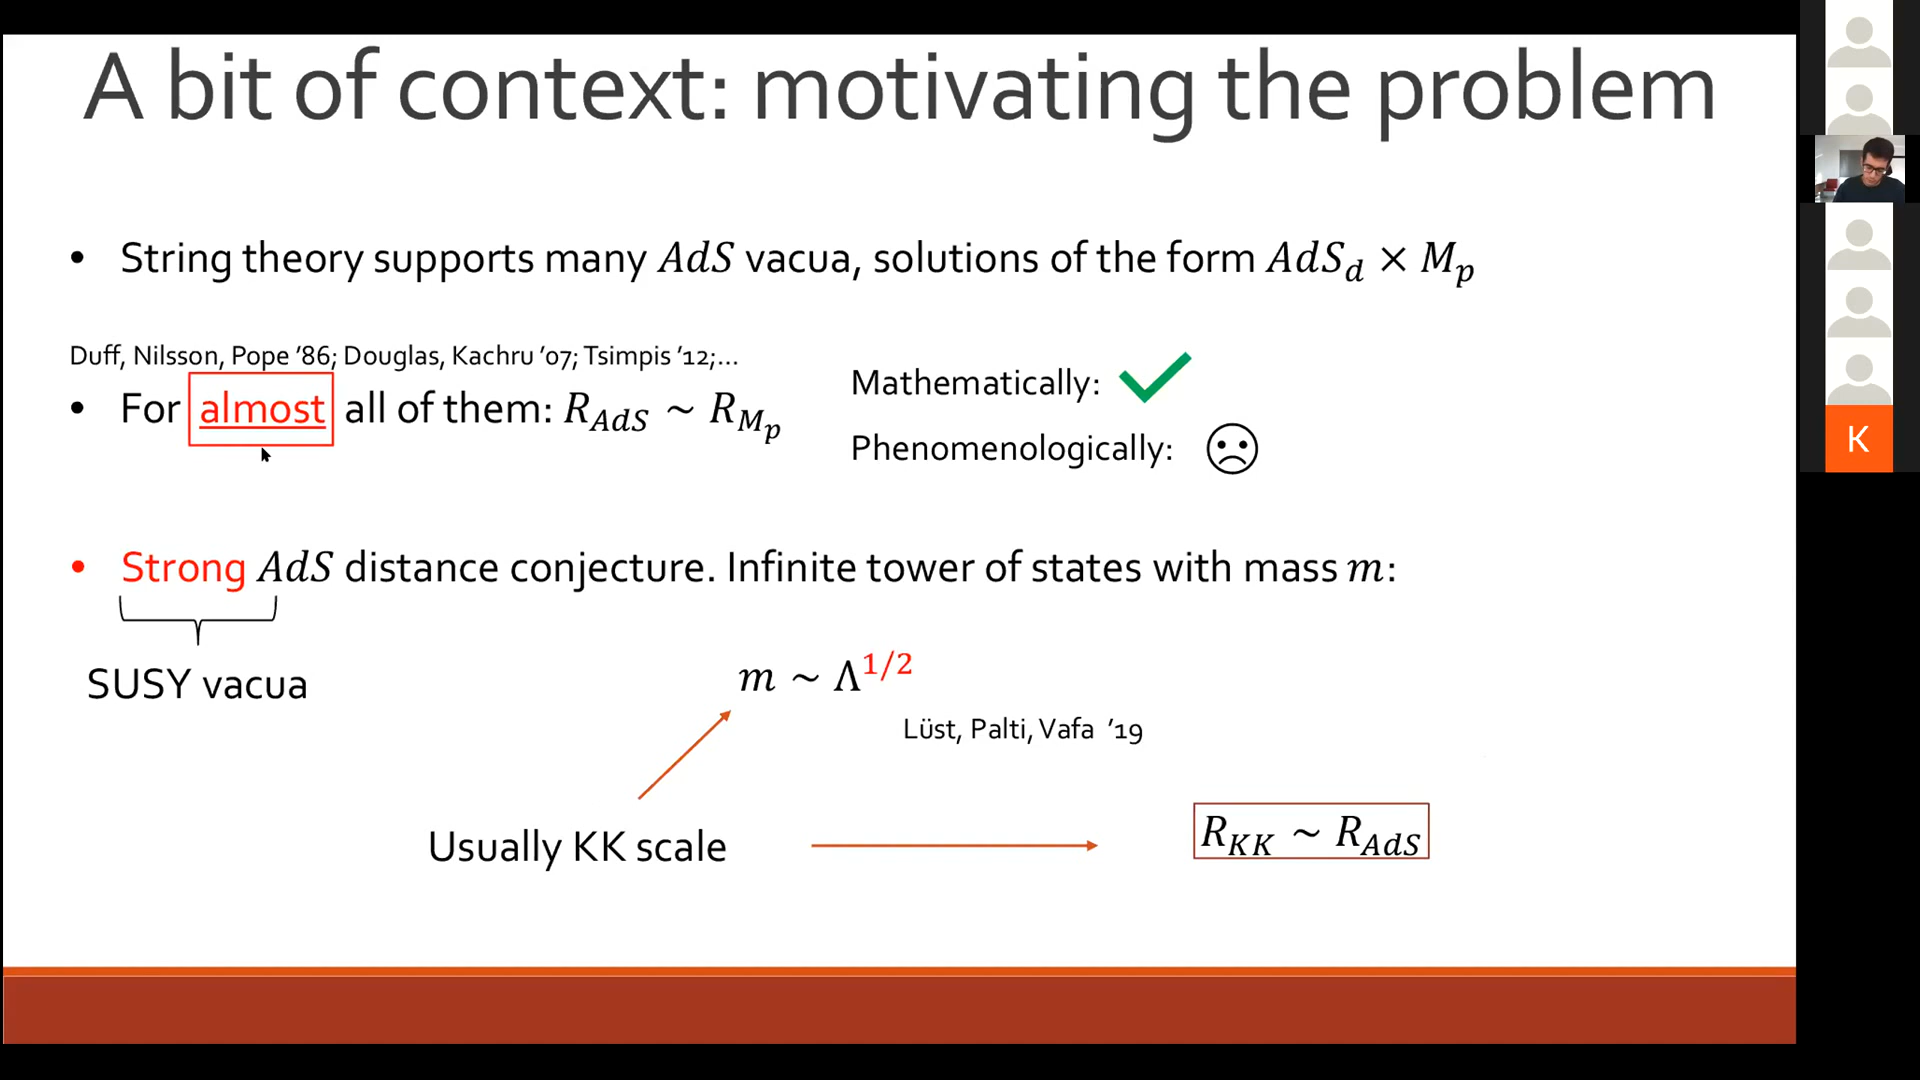 A bit of context: motivating the problem
• String theory supports many AdS vacua, solutions of the form AdS_d × M_p
Duff, Nilsson, Pope '86; Douglas, Kachru '07; Tsimpis '12;...
• For almost all of them: R_AdS ~ R_{M_p}
Mathematically:
Phenomenologically:
• Strong AdS distance conjecture. Infinite tower of states with mass m:
SUSY vacua
m ~ Λ^{1/2}
Lüst, Palti, Vafa '19
Usually KK scale
R_KK ~ R_AdS
K